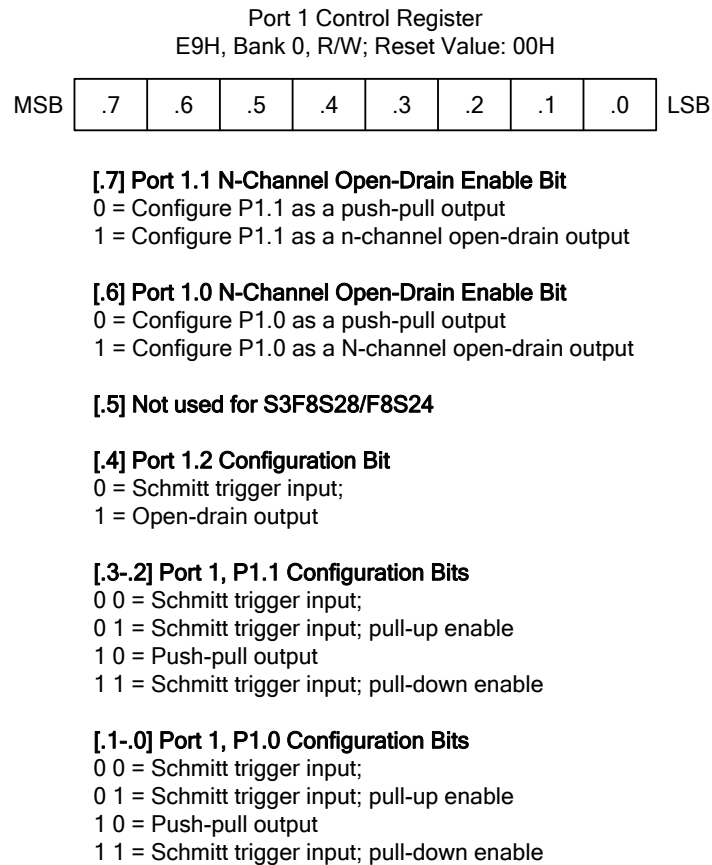 Port 1 Control Register
E9H, Bank 0, R/W; Reset Value: 00H
MSB .7 .6 .5 .4 .3 .2 .1 .0 LSB
[.7] Port 1.1 N-Channel Open-Drain Enable Bit
0 = Configure P1.1 as a push-pull output
1 = Configure P1.1 as a n-channel open-drain output
[.6] Port 1.0 N-Channel Open-Drain Enable Bit
0 = Configure P1.0 as a push-pull output
1 = Configure P1.0 as a N-channel open-drain output
[.5] Not used for S3F8S28/F8S24
[.4] Port 1.2 Configuration Bit
0 = Schmitt trigger input;
1 = Open-drain output
[.3-.2] Port 1, P1.1 Configuration Bits
0 0 = Schmitt trigger input;
0 1 = Schmitt trigger input; pull-up enable
1 0 = Push-pull output
1 1 = Schmitt trigger input; pull-down enable
[.1-.0] Port 1, P1.0 Configuration Bits
0 0 = Schmitt trigger input;
0 1 = Schmitt trigger input; pull-up enable
1 0 = Push-pull output
1 1 = Schmitt trigger input; pull-down enable